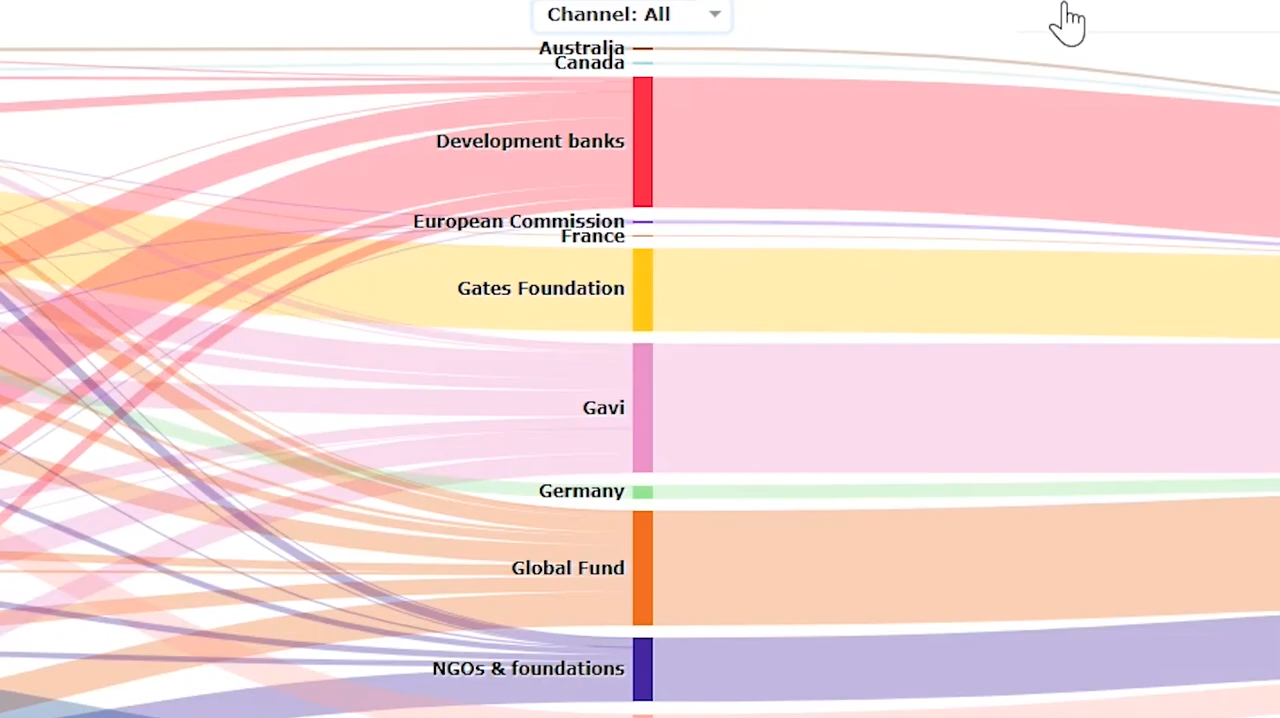 Channel: All
Australia
Canada
Development banks
European Commission
France
Gates Foundation
Gavi
Germany
Global Fund
NGOs & foundations